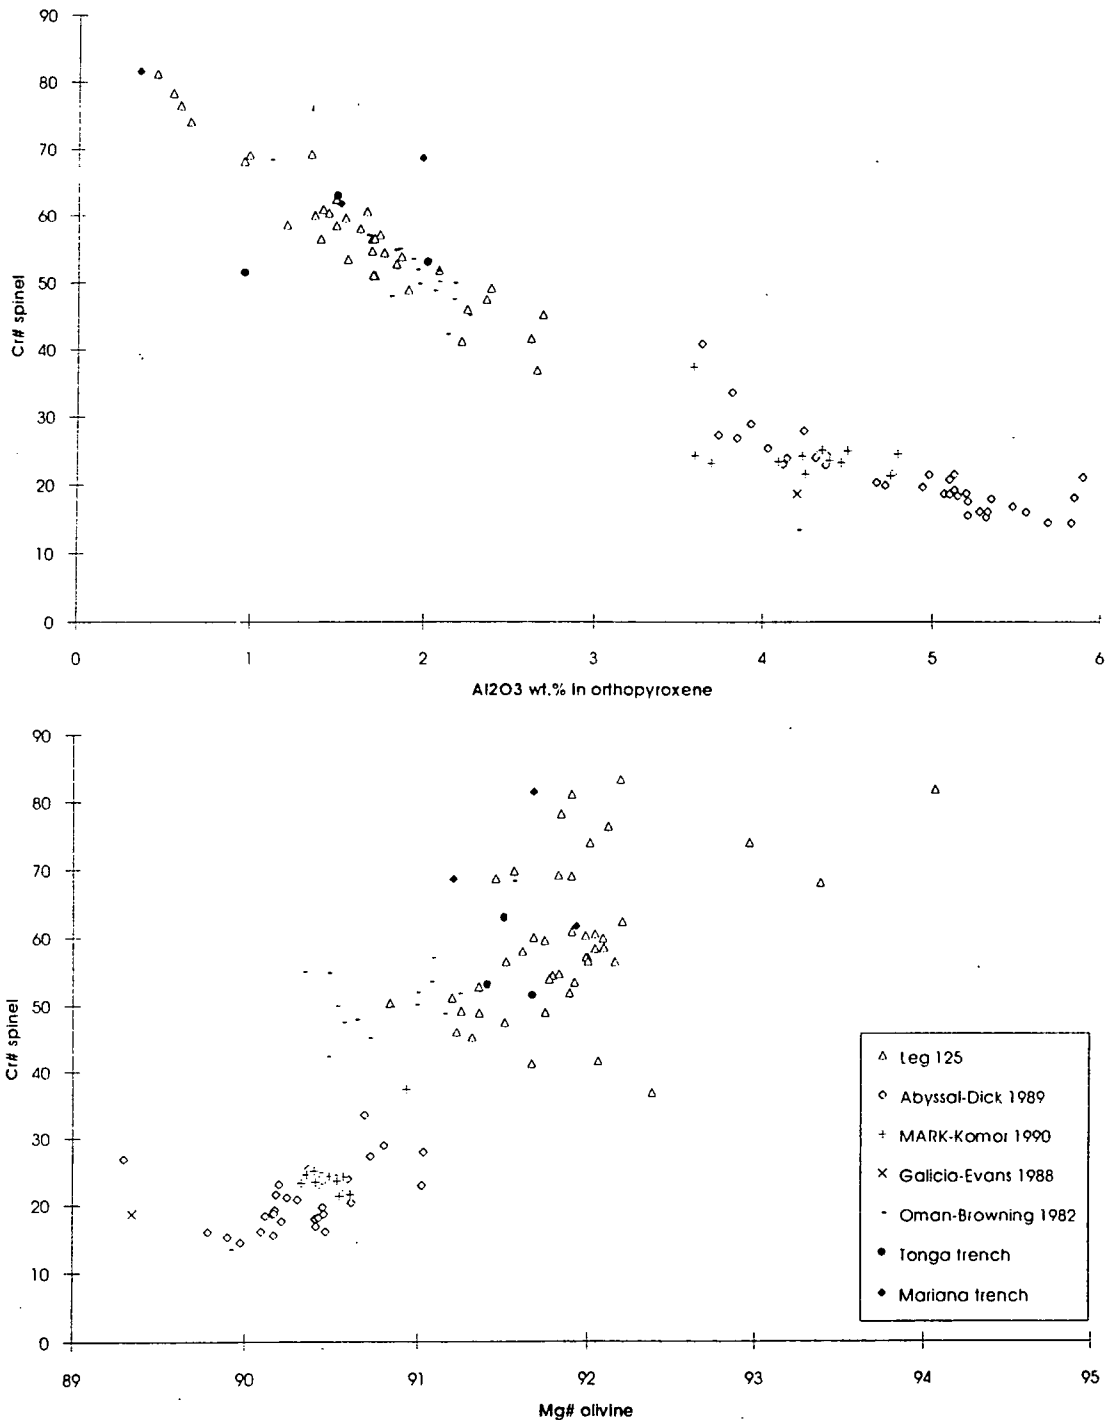 90
80
70
60
50
40
30
20
10
0
Cr# spinel
0 1 2 3 4 5 6
Al2O3 wt.% in orthopyroxene
90
80
70
60
50
40
30
20
10
0
Cr# spinel
Leg 125
Abyssal-Dick 1989
MARK-Komor 1990
Galicia-Evans 1988
Oman-Browning 1982
Tonga trench
Mariana trench
89 90 91 92 93 94 95
Mg# olivine